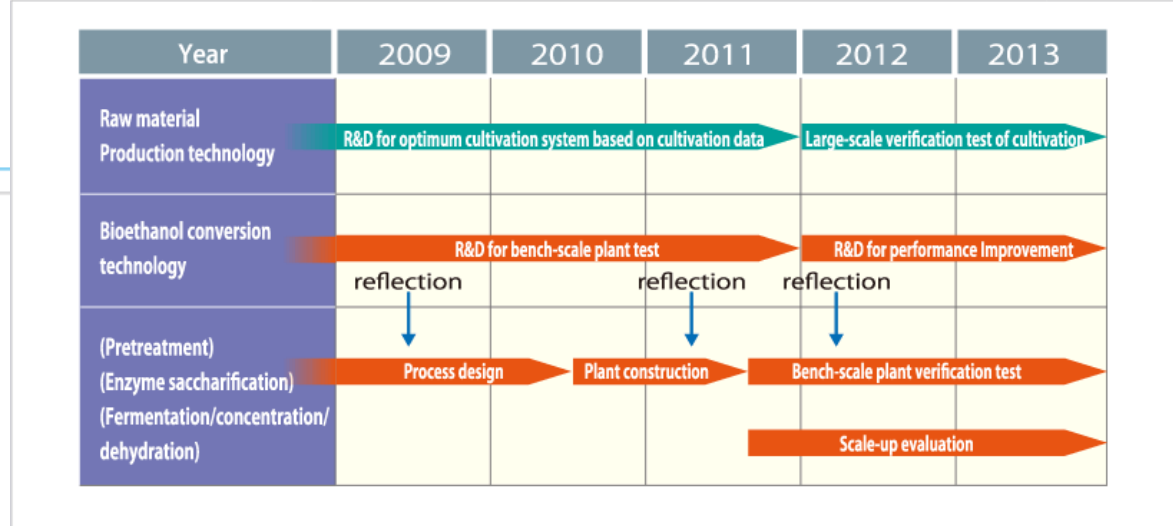 Year 2009 2010 2011 2012 2013
Raw material
Production technology
R&D for optimum cultivation system based on cultivation data
Large-scale verification test of cultivation
Bioethanol conversion
technology
R&D for bench-scale plant test
R&D for performance Improvement
reflection reflection reflection
(Pretreatment)
(Enzyme saccharification)
(Fermentation/concentration/
dehydration)
Process design
Plant construction
Bench-scale plant verification test
Scale-up evaluation